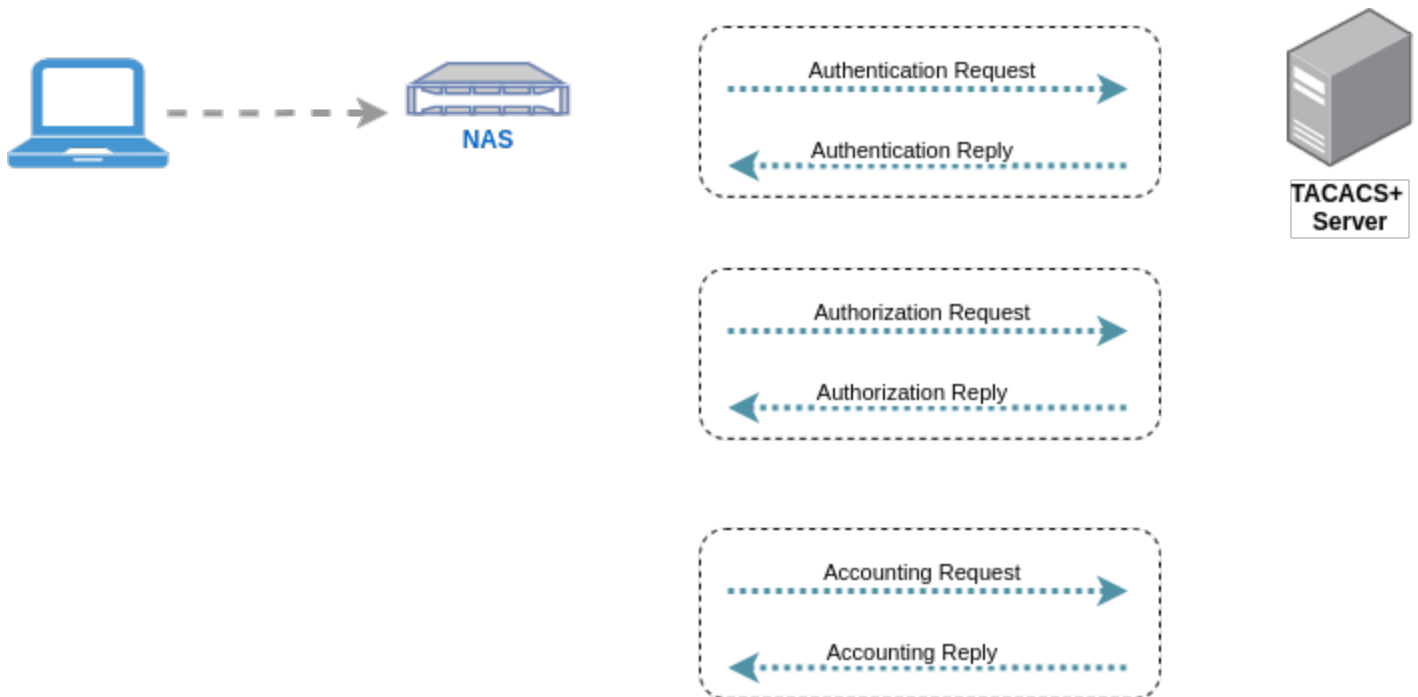 Authentication Request
NAS
Authentication Reply
TACACS+
Server
Authorization Request
Authorization Reply
Accounting Request
Accounting Reply